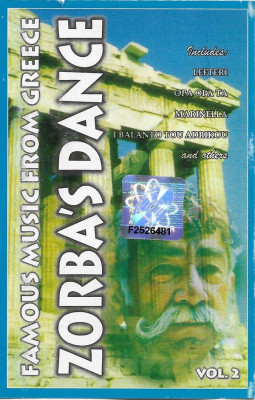 FAMOUS MUSIC FROM GREECE
ZORBA'S DANCE
Includes:
LEFTERI
OPA OPA TA
MARINELLA
I BALANTO TOU ADRIKOU
and others
F2526481
VOL. 2